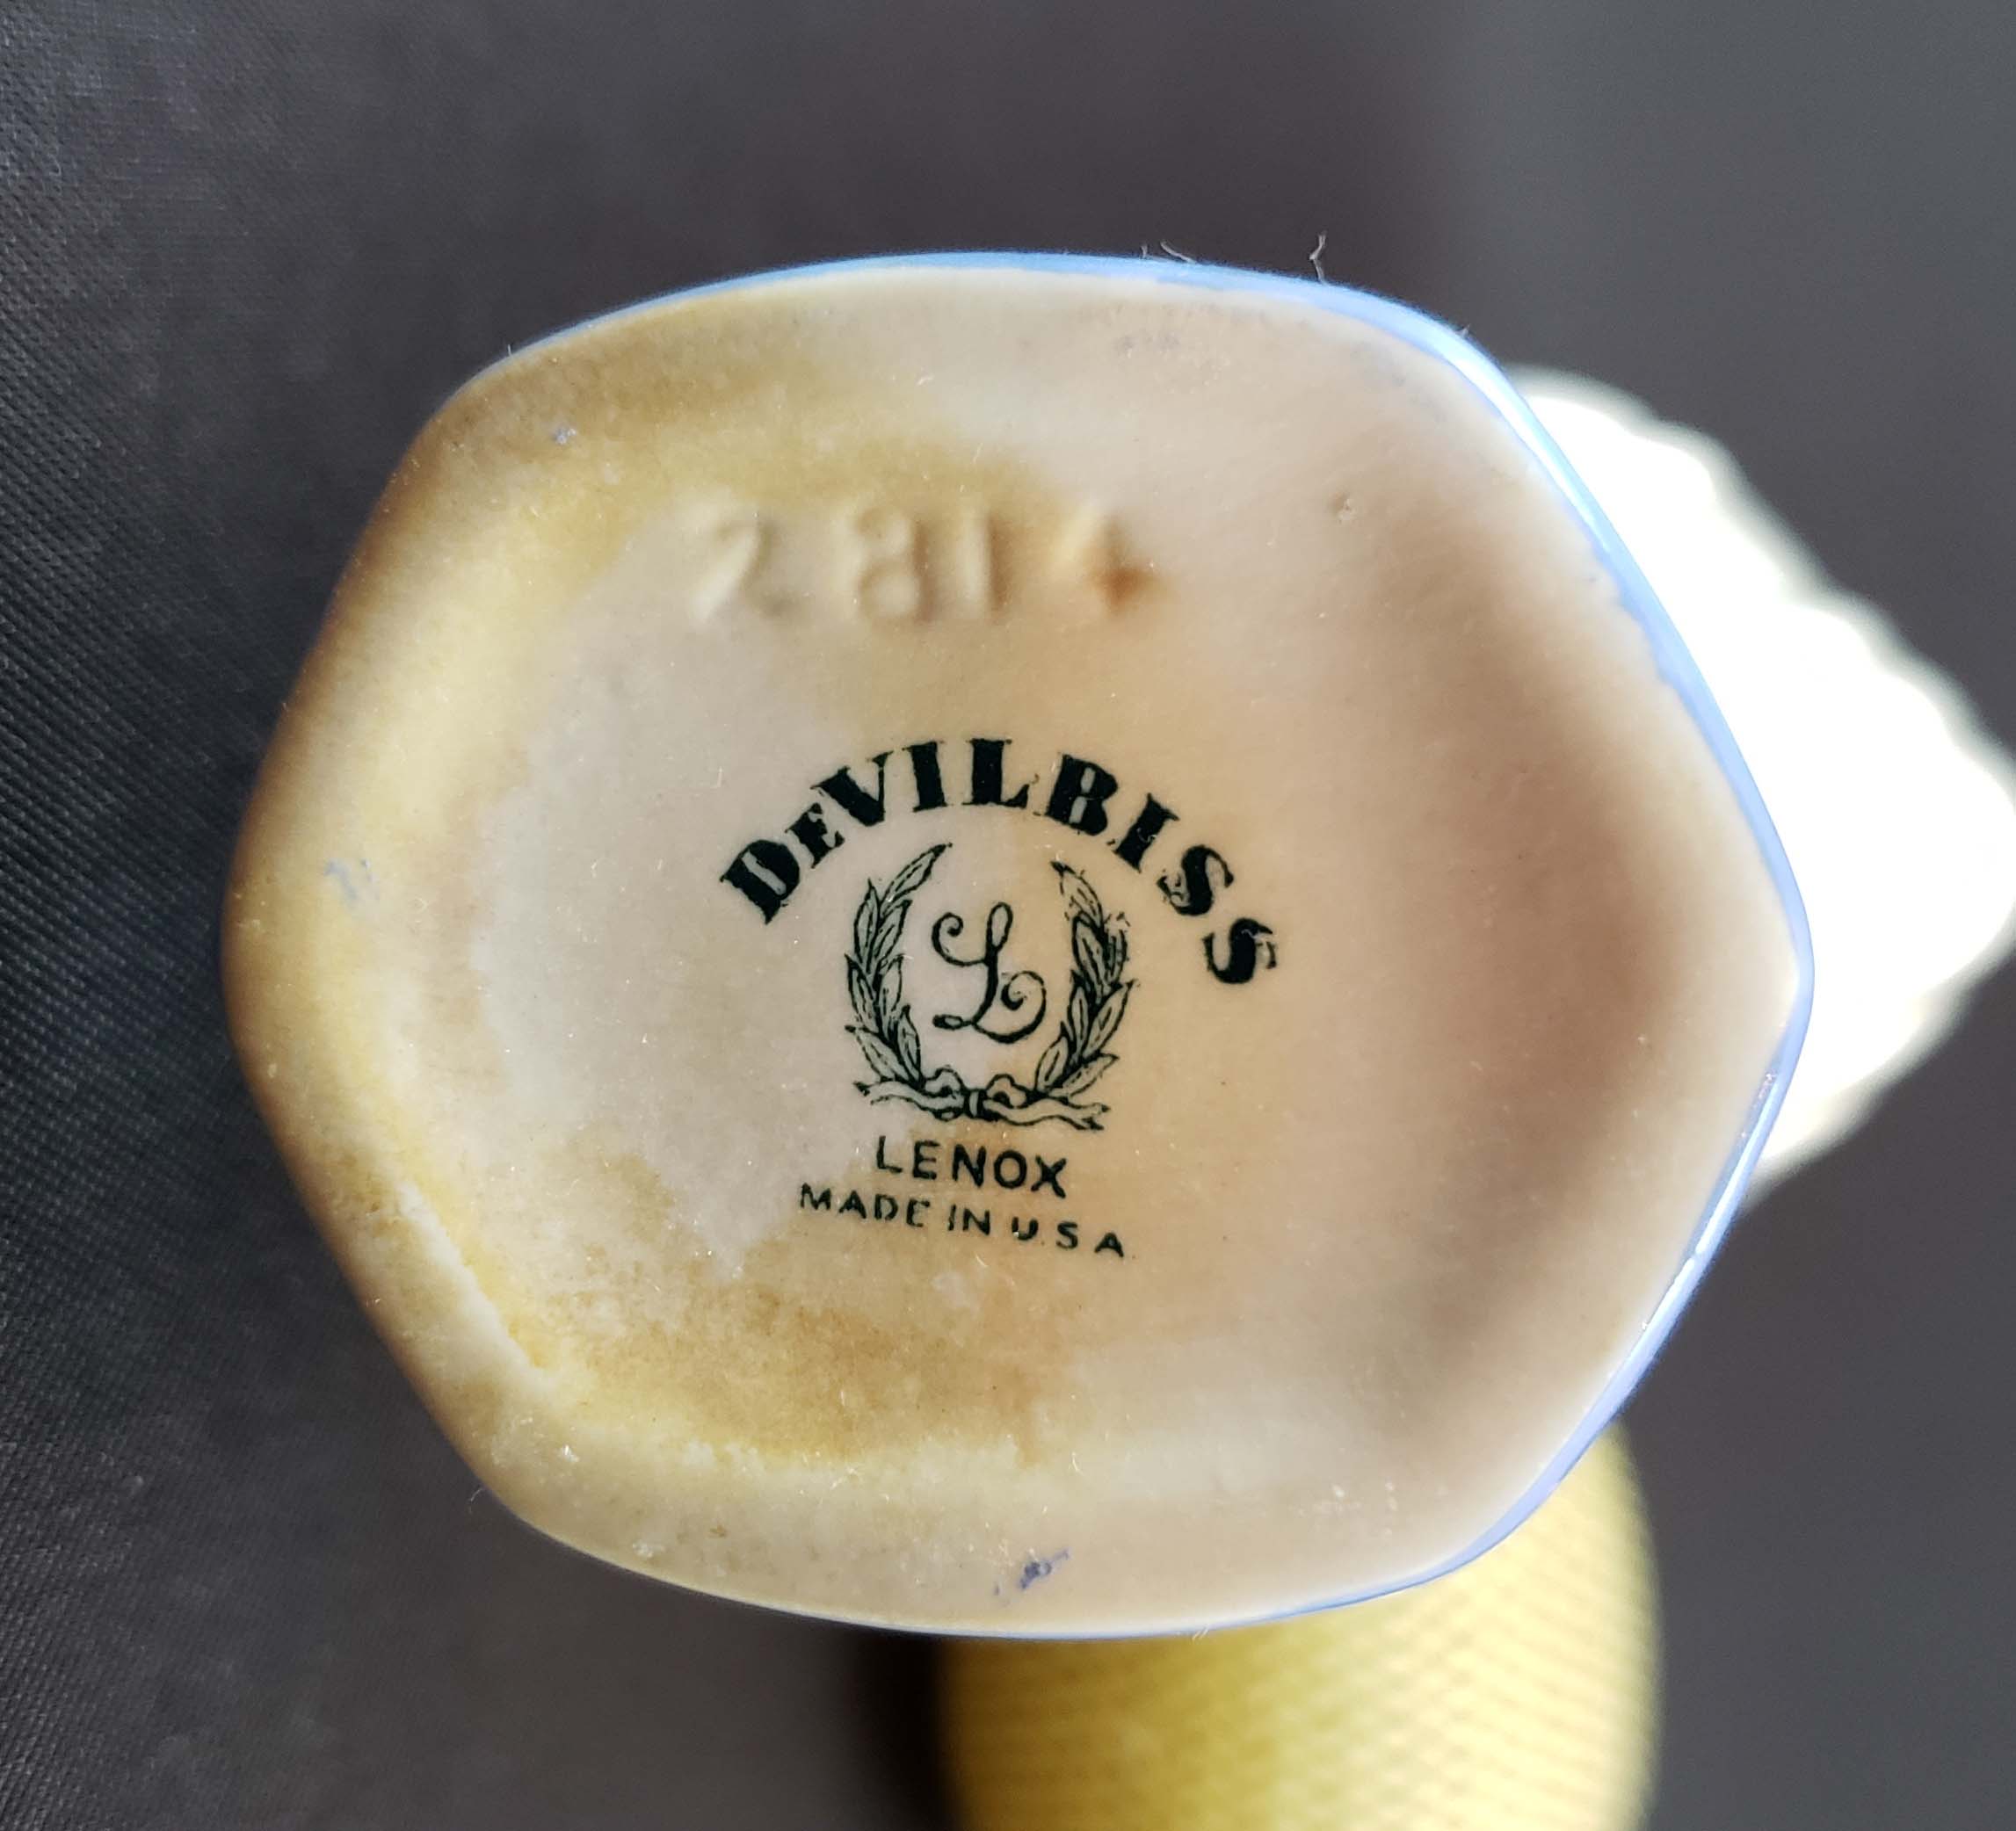 2814
DeVILBISS
L
LENOX
MADE IN U.S.A.